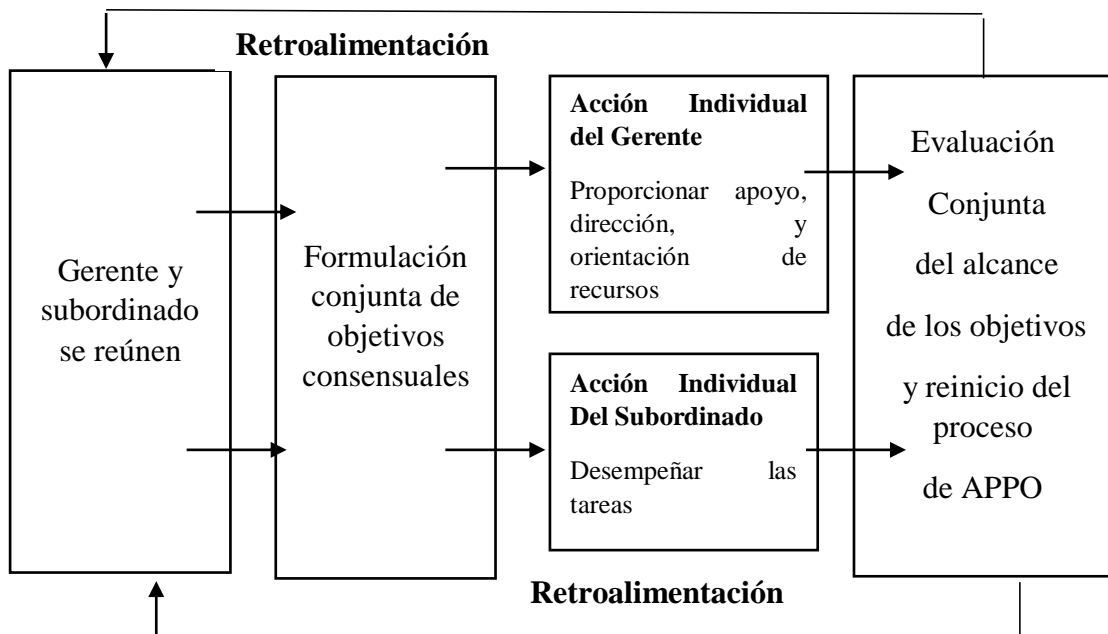 Retroalimentación
Gerente y
subordinado
se reúnen
Formulación
conjunta de
objetivos
consensuales
Acción Individual
del Gerente
Proporcionar apoyo,
dirección, y
orientación de
recursos
Acción Individual
Del Subordinado
Desempeñar las
tareas
Evaluación
Conjunta
del alcance
de los objetivos
y reinicio del
proceso
de APPO
Retroalimentación